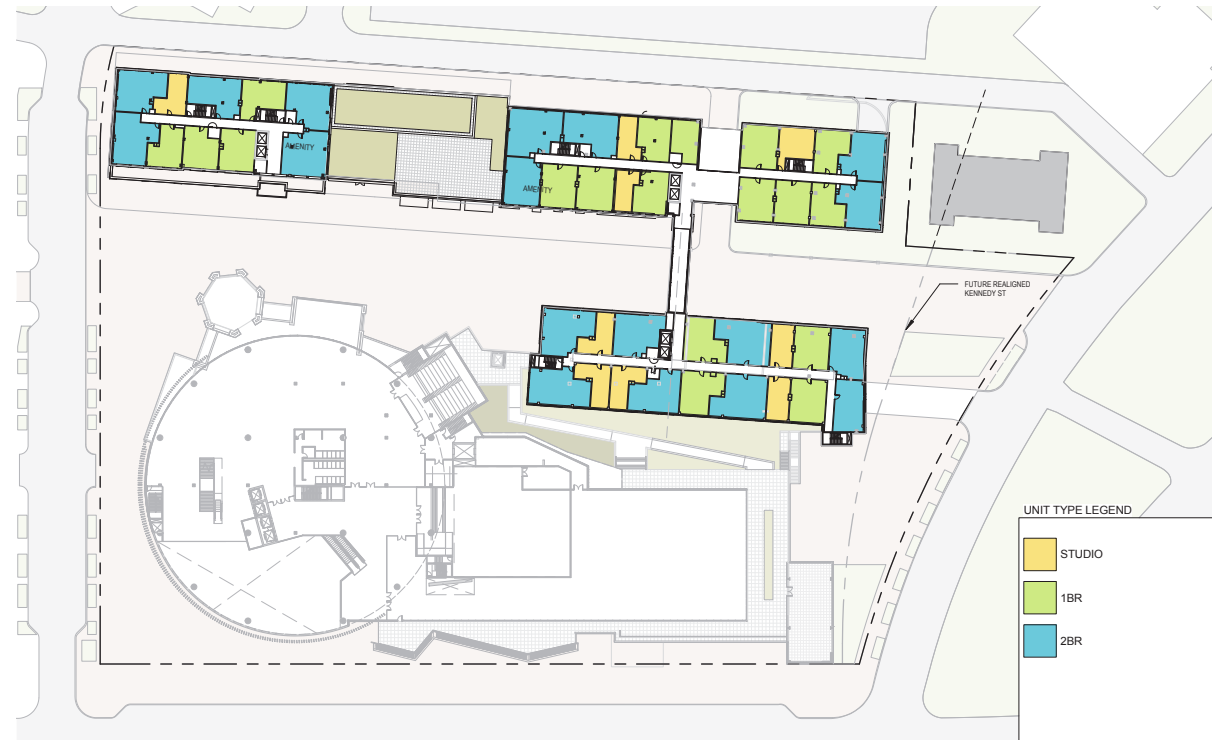 AMENITY
AMENITY
FUTURE REALIGNED
KENNEDY ST
UNIT TYPE LEGEND
STUDIO
1BR
2BR